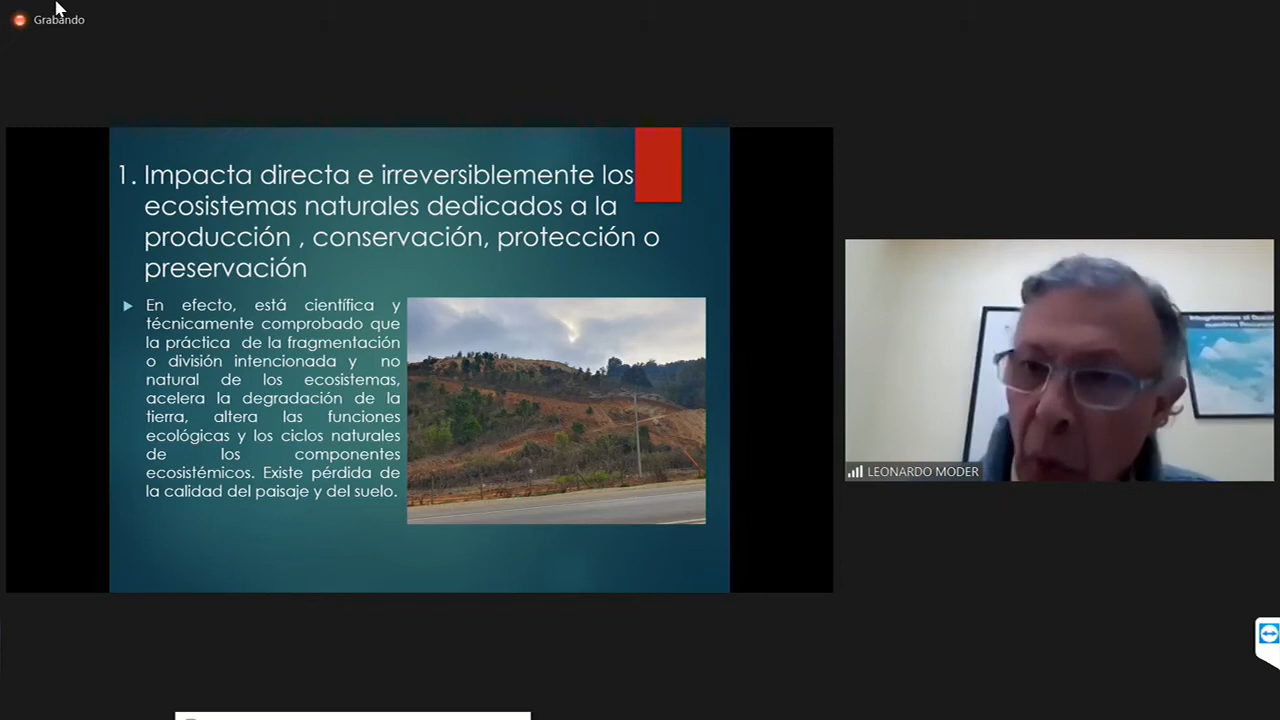 Grabando
1. Impacta directa e irreversiblemente los
ecosistemas naturales dedicados a la
producción , conservación, protección o
preservación
En efecto, está científica y
técnicamente comprobado que
la práctica de la fragmentación
o división intencionada y no
natural de los ecosistemas,
acelera la degradación de la
tierra, altera las funciones
ecológicas y los ciclos naturales
de los componentes
ecosistémicos. Existe pérdida de
la calidad del paisaje y del suelo.
LEONARDO MODER